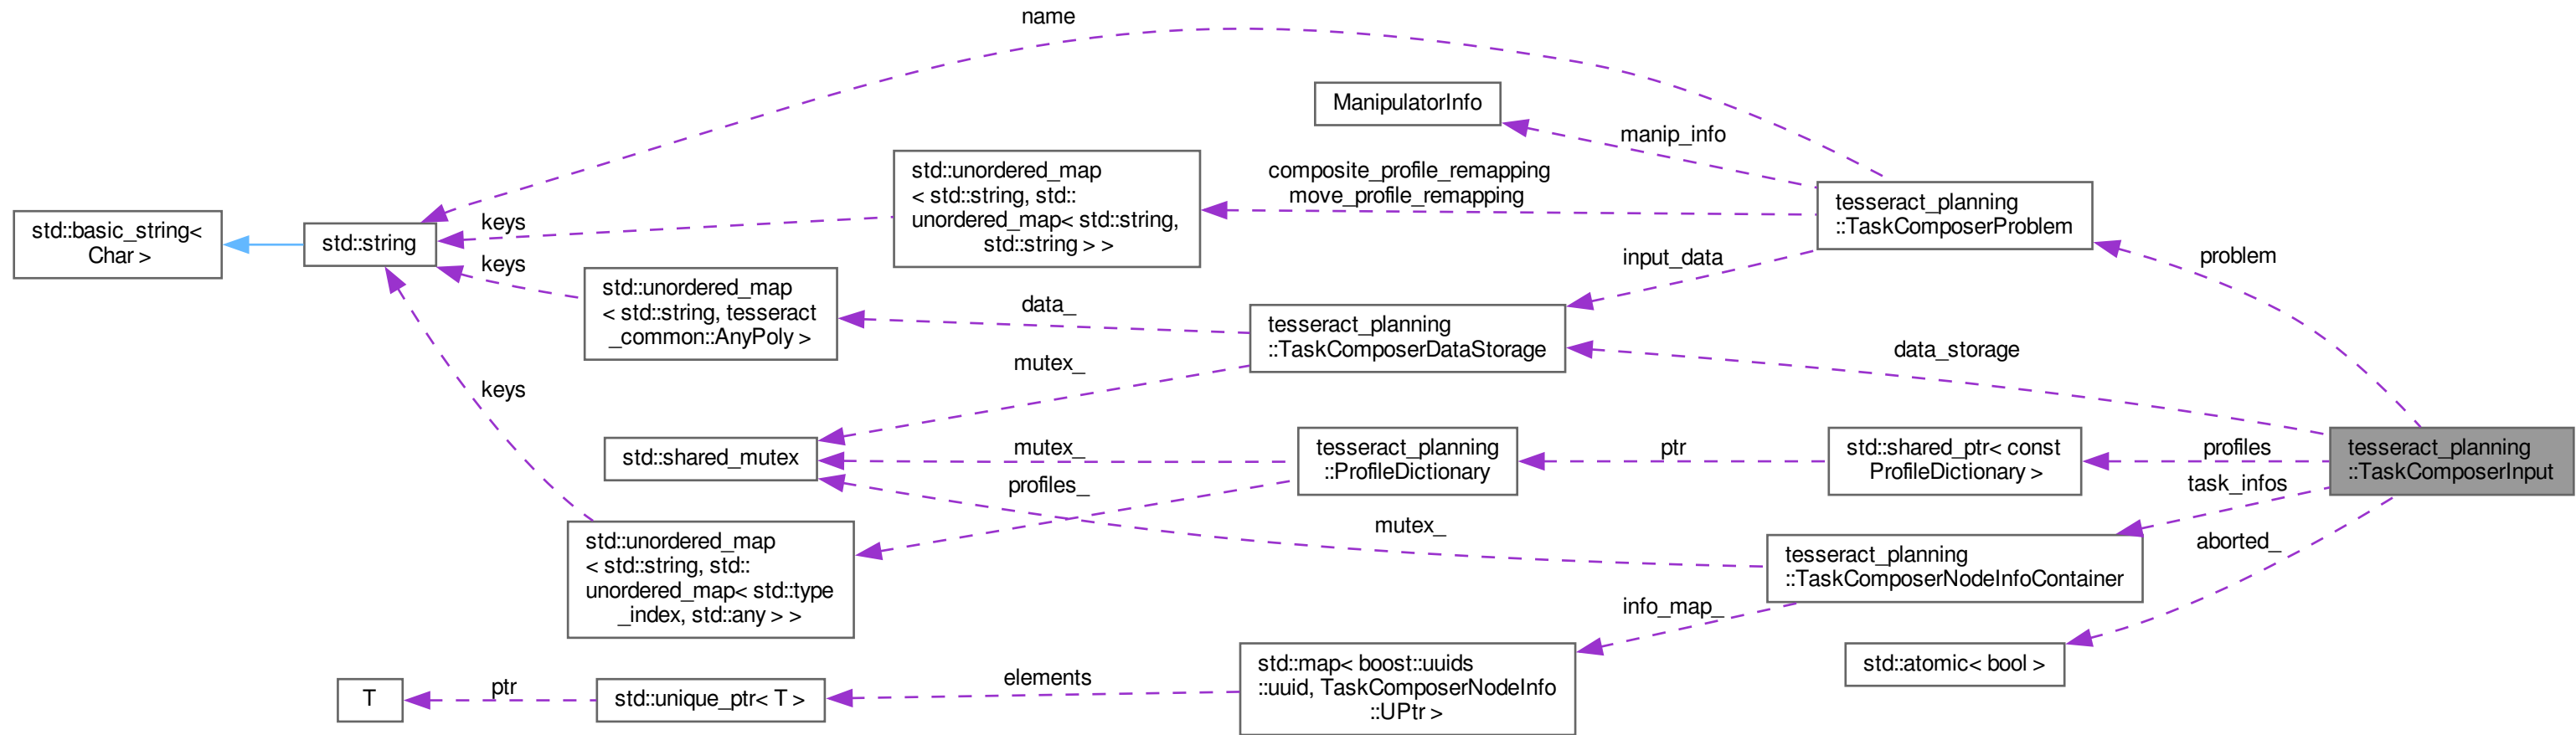 name
ManipulatorInfo
manip_info
std::unordered_map
< std::string, std::
unordered_map< std::string,
std::string > >
composite_profile_remapping
move_profile_remapping
tesseract_planning
::TaskComposerProblem
std::basic_string<
Char >
std::string
keys
keys
std::unordered_map
< std::string, tesseract
_common::AnyPoly >
data_
input_data
problem
tesseract_planning
::TaskComposerDataStorage
data_storage
mutex_
keys
std::shared_mutex
mutex_
tesseract_planning
::ProfileDictionary
ptr
std::shared_ptr< const
ProfileDictionary >
profiles
tesseract_planning
::TaskComposerInput
profiles_
task_infos
std::unordered_map
< std::string, std::
unordered_map< std::type
_index, std::any > >
mutex_
tesseract_planning
::TaskComposerNodeInfoContainer
aborted_
info_map_
std::map< boost::uuids
::uuid, TaskComposerNodeInfo
::UPtr >
std::atomic< bool >
T
ptr
std::unique_ptr< T >
elements